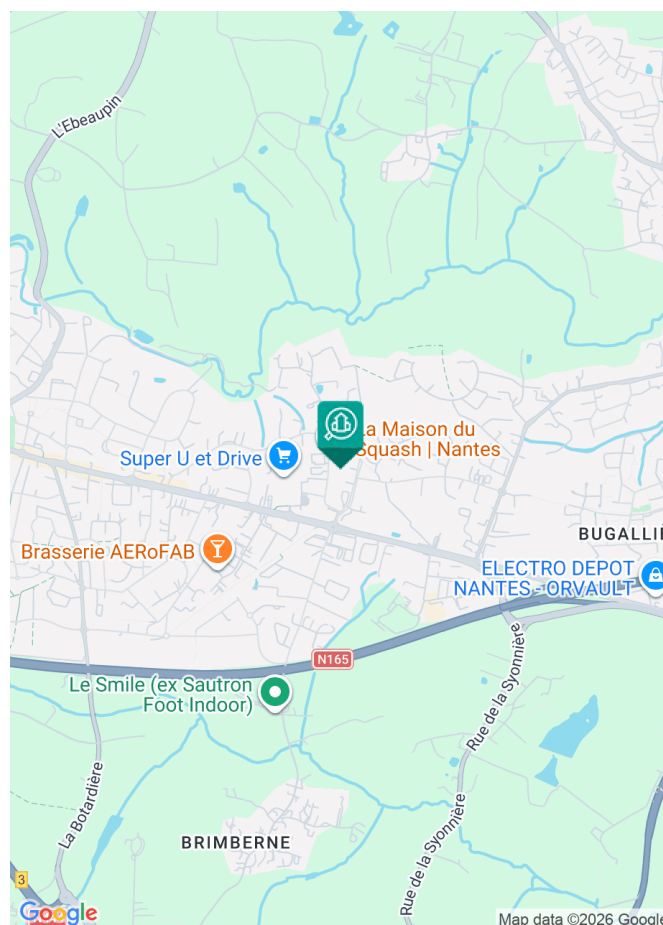 L'Ebeaupin
La Maison du
Squash | Nantes
Super U et Drive
BUGALLIE
Brasserie AERoFAB
ELECTRO DEPOT
NANTES - ORVAULT
N165
Le Smile (ex Sautron
Foot Indoor)
Rue de la Syonnière
La Botardière
BRIMBERNE
Rue de la Syonnière
3
Google
Map data ©2026 Google